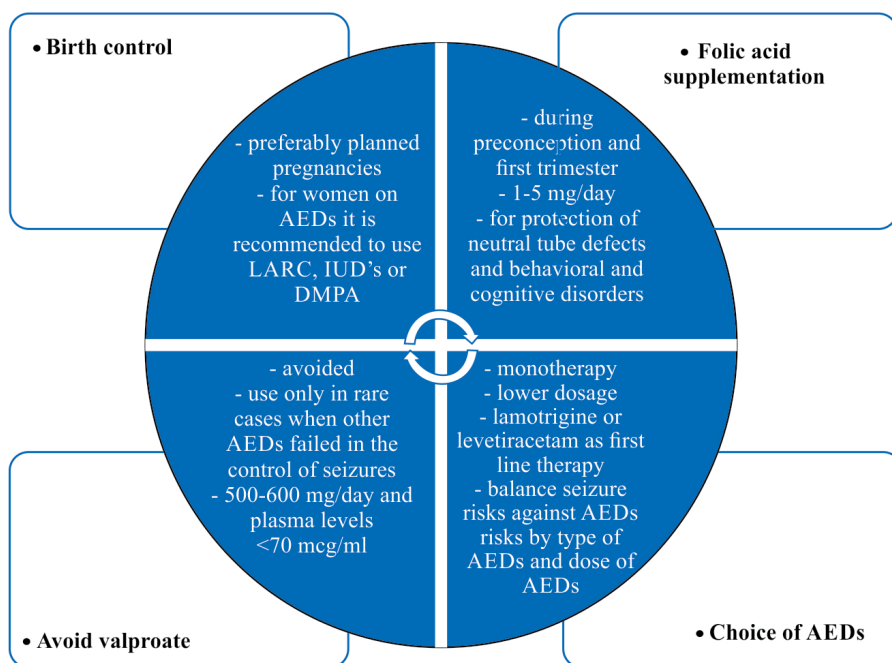 • Birth control
- preferably planned
pregnancies
- for women on
AEDs it is
recommended to use
LARC, IUD’s or
DMPA
• Folic acid
supplementation
- during
preconception and
first trimester
- 1-5 mg/day
- for protection of
neutral tube defects
and behavioral and
cognitive disorders
- avoided
- use only in rare
cases when other
AEDs failed in the
control of seizures
- 500-600 mg/day and
plasma levels
<70 mcg/ml
• Avoid valproate
- monotherapy
- lower dosage
- lamotrigine or
levetiracetam as first
line therapy
- balance seizure
risks against AEDs
risks by type of
AEDs and dose of
AEDs
• Choice of AEDs